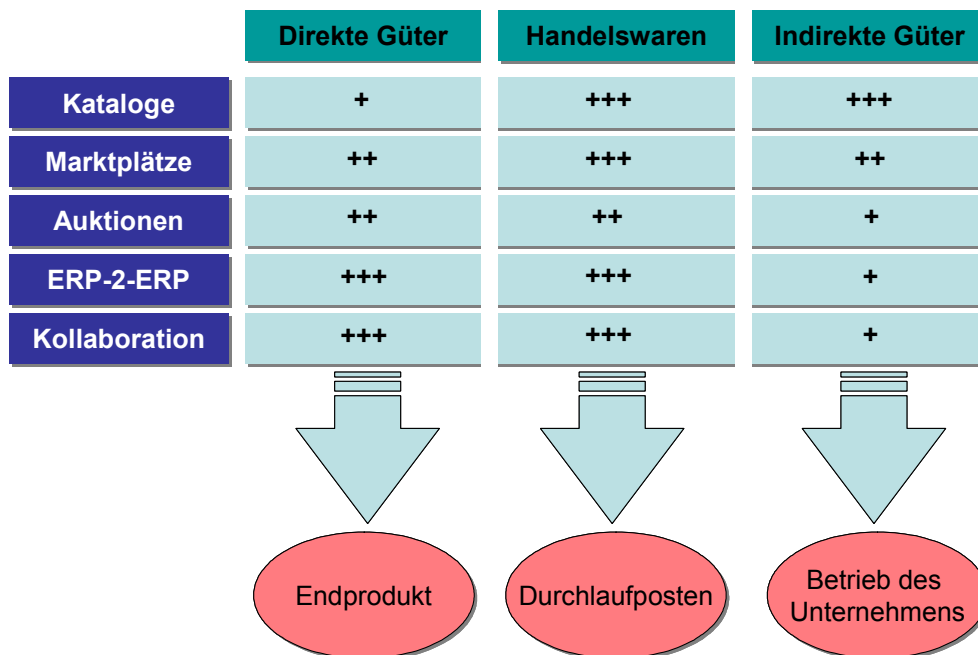 Direkte Güter Handelswaren Indirekte Güter
Kataloge + +++ +++
Marktplätze ++ +++ ++
Auktionen ++ ++ +
ERP-2-ERP +++ +++ +
Kollaboration +++ +++ +
Endprodukt
Durchlaufposten
Betrieb des
Unternehmens